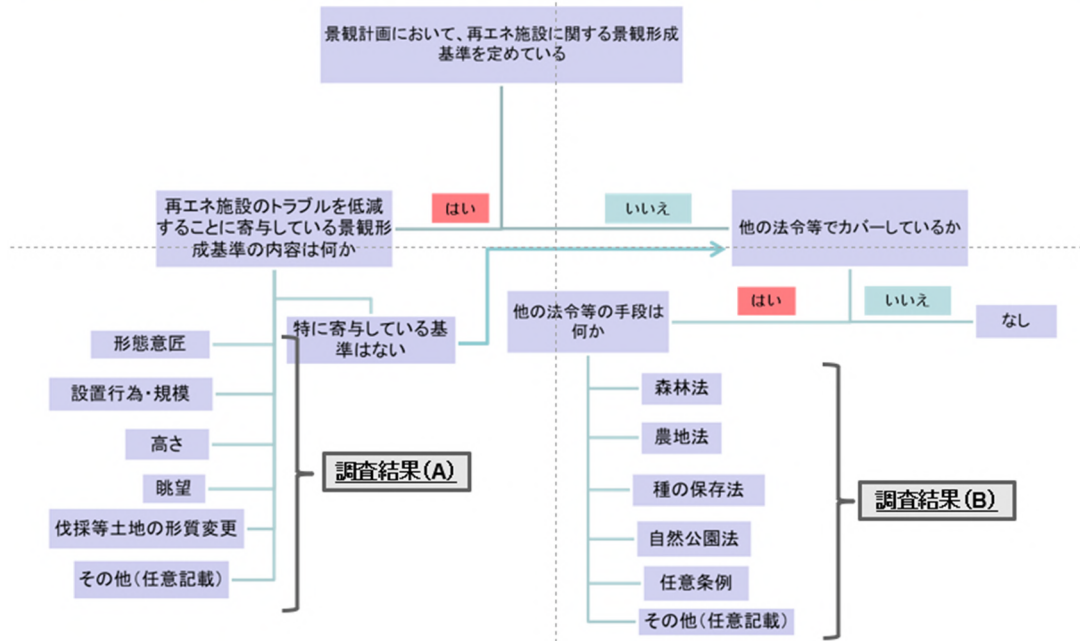 景観計画において、再エネ施設に関する景観形成
基準を定めている
はい
いいえ
再エネ施設のトラブルを低減
することに寄与している景観形
成基準の内容は何か
他の法令等でカバーしているか
特に寄与している基
準はない
他の法令等の手段は
何か
はい
いいえ
なし
形態意匠
設置行為・規模
高さ
眺望
伐採等土地の形質変更
その他(任意記載)
調査結果(A)
森林法
農地法
種の保存法
自然公園法
任意条例
その他(任意記載)
調査結果(B)